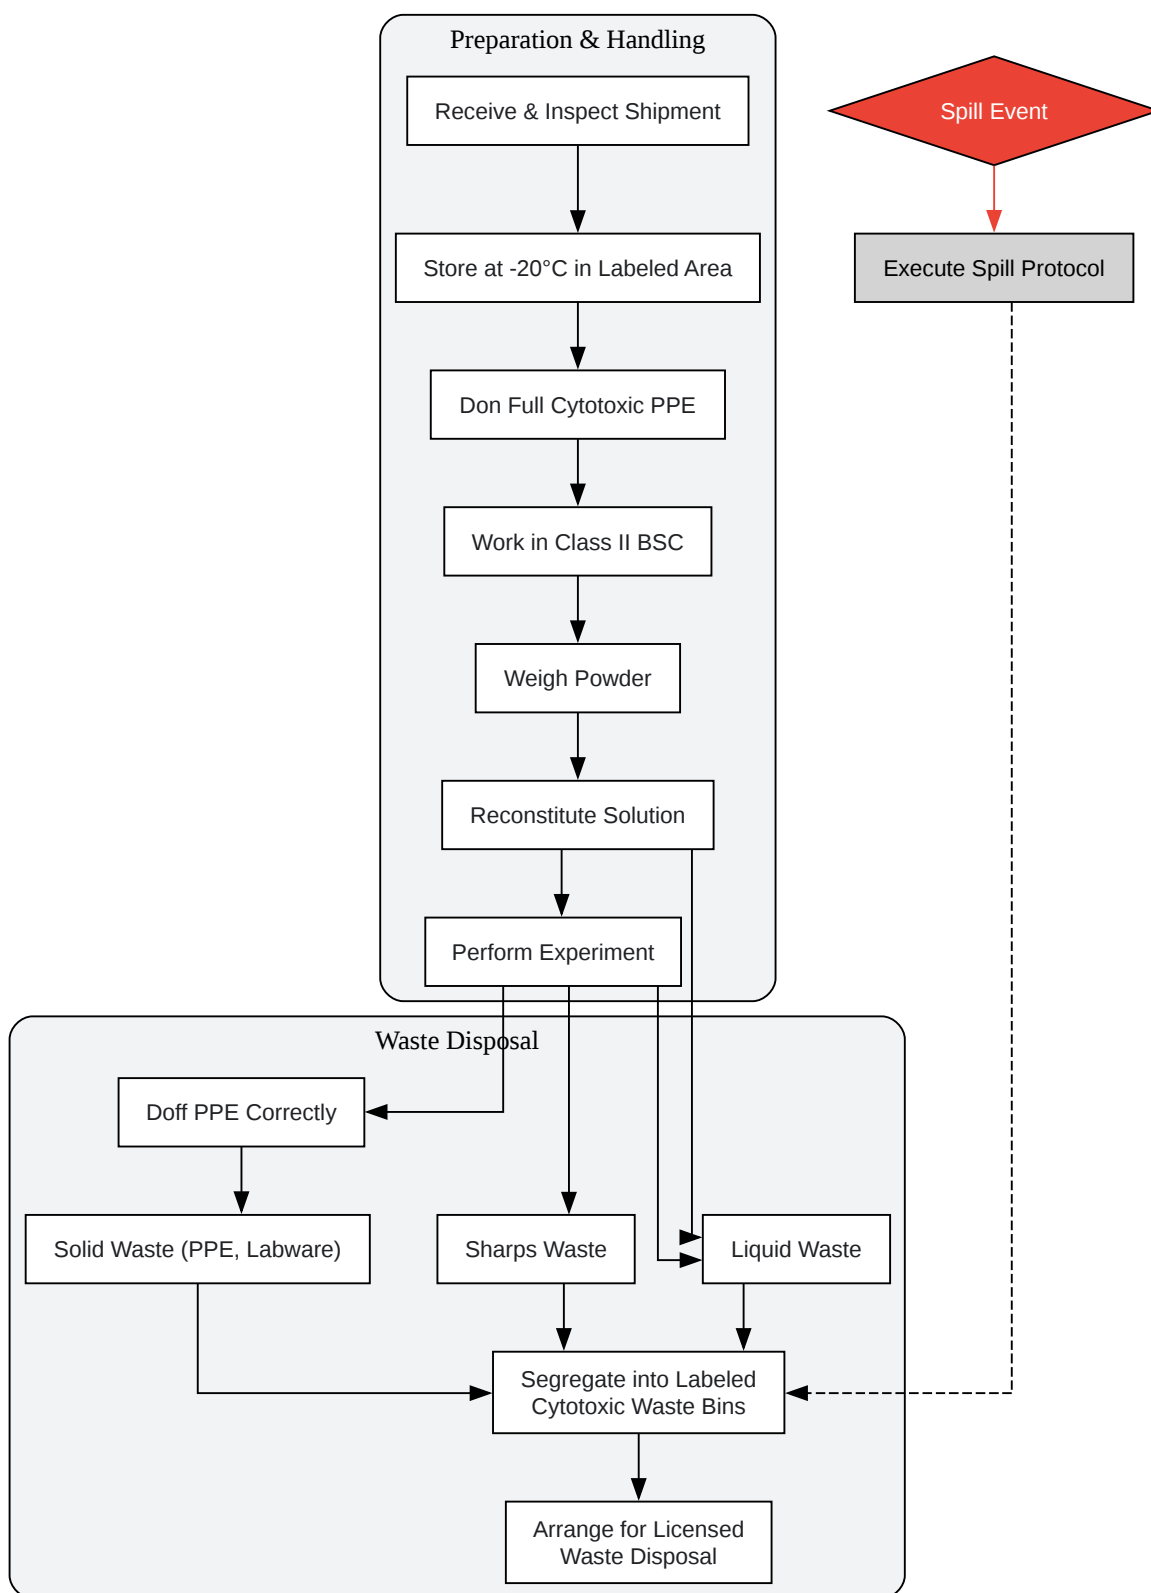 Preparation & Handling
Receive & Inspect Shipment
Spill Event
Store at -20°C in Labeled Area
Execute Spill Protocol
Don Full Cytotoxic PPE
Work in Class II BSC
Weigh Powder
Reconstitute Solution
Perform Experiment
Waste Disposal
Doff PPE Correctly
Solid Waste (PPE, Labware)
Sharps Waste
Liquid Waste
Segregate into Labeled
Cytotoxic Waste Bins
Arrange for Licensed
Waste Disposal